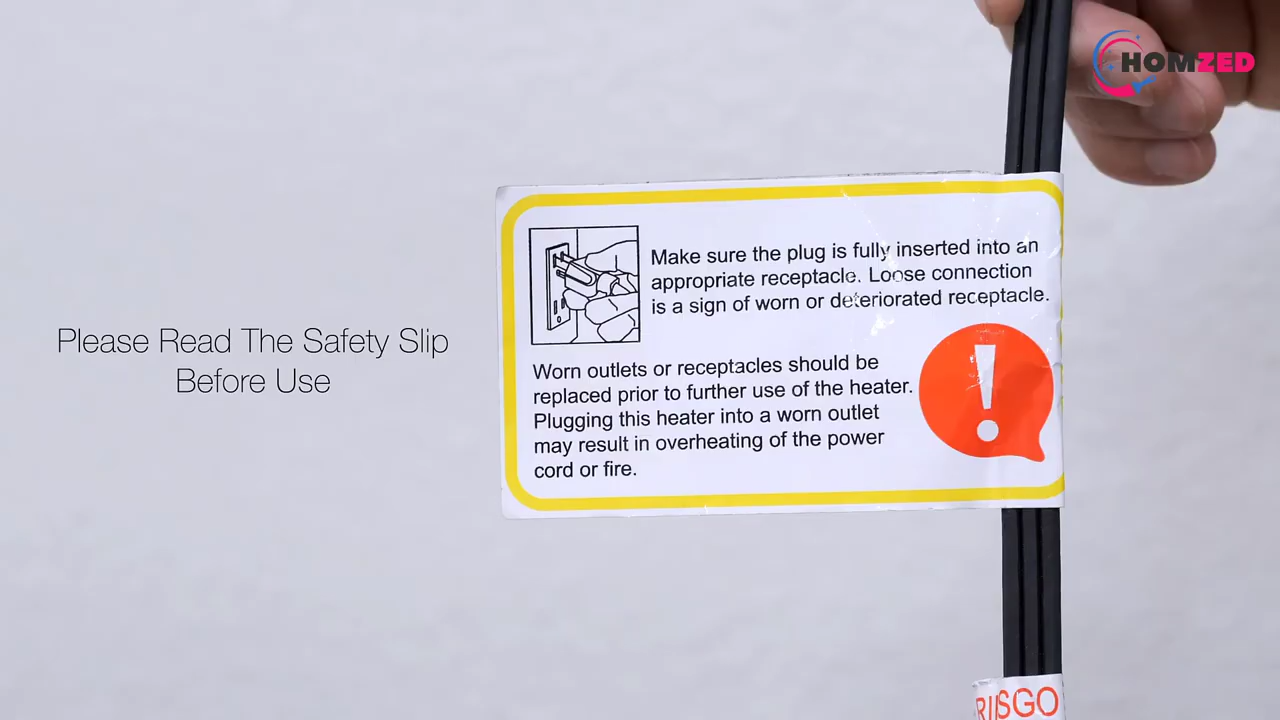 HOMZED
Make sure the plug is fully inserted into an
appropriate receptacle. Loose connection
is a sign of worn or deteriorated receptacle.
Please Read The Safety Slip
Before Use
Worn outlets or receptacles should be
replaced prior to further use of the heater.
Plugging this heater into a worn outlet
may result in overheating of the power
cord or fire.